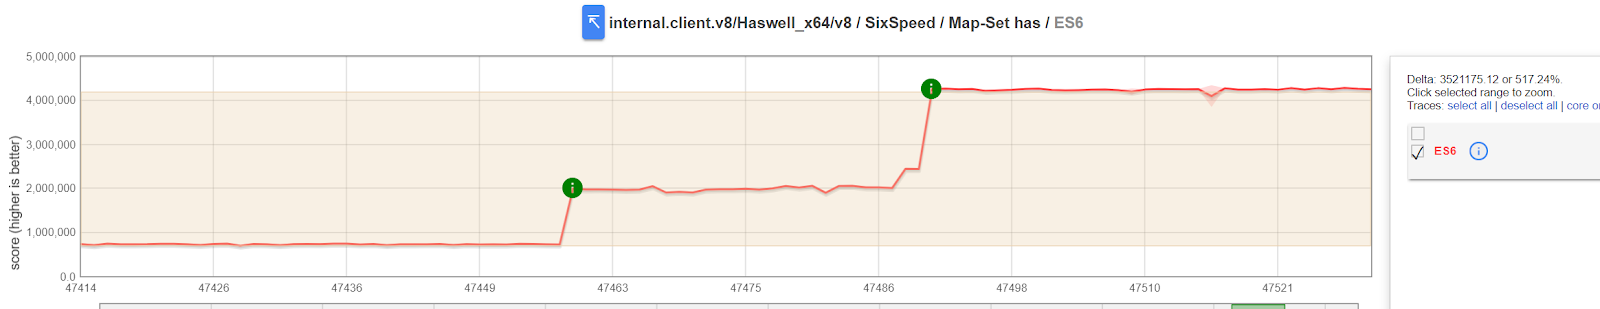 internal.client.v8/Haswell_x64/v8 / SixSpeed / Map-Set has / ES6
score (higher is better)
5,000,000
4,000,000
3,000,000
2,000,000
1,000,000
0.0
47414 47426 47436 47449 47463 47475 47486 47498 47510 47521
Delta: 3521175.12 or 517.24%.
Click selected range to zoom.
Traces: select all | deselect all | core o
ES6